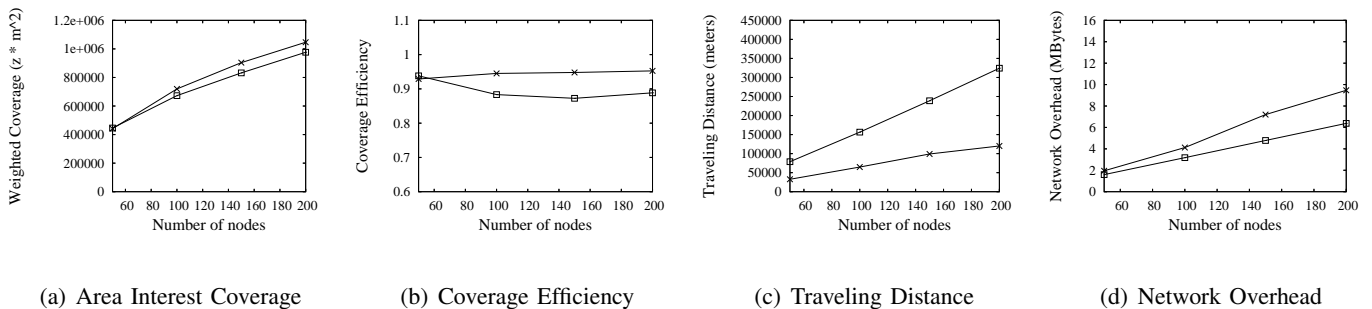 Weighted Coverage (z * m^2)
1.2e+006
1e+006
800000
600000
400000
200000
0
60 80 100 120 140 160 180 200
Number of nodes
(a) Area Interest Coverage
Coverage Efficiency
1.1
1
0.9
0.8
0.7
0.6
60 80 100 120 140 160 180 200
Number of nodes
(b) Coverage Efficiency
Traveling Distance (meters)
450000
400000
350000
300000
250000
200000
150000
100000
50000
0
60 80 100 120 140 160 180 200
Number of nodes
(c) Traveling Distance
Network Overhead (MBytes)
16
14
12
10
8
6
4
2
0
60 80 100 120 140 160 180 200
Number of nodes
(d) Network Overhead